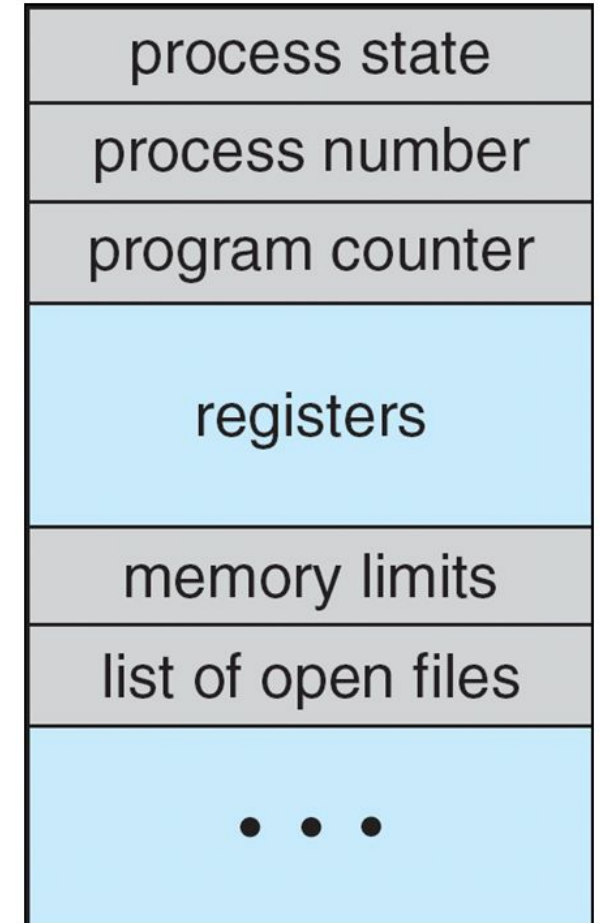 process state
process number
program counter
registers
memory limits
list of open files
• • •